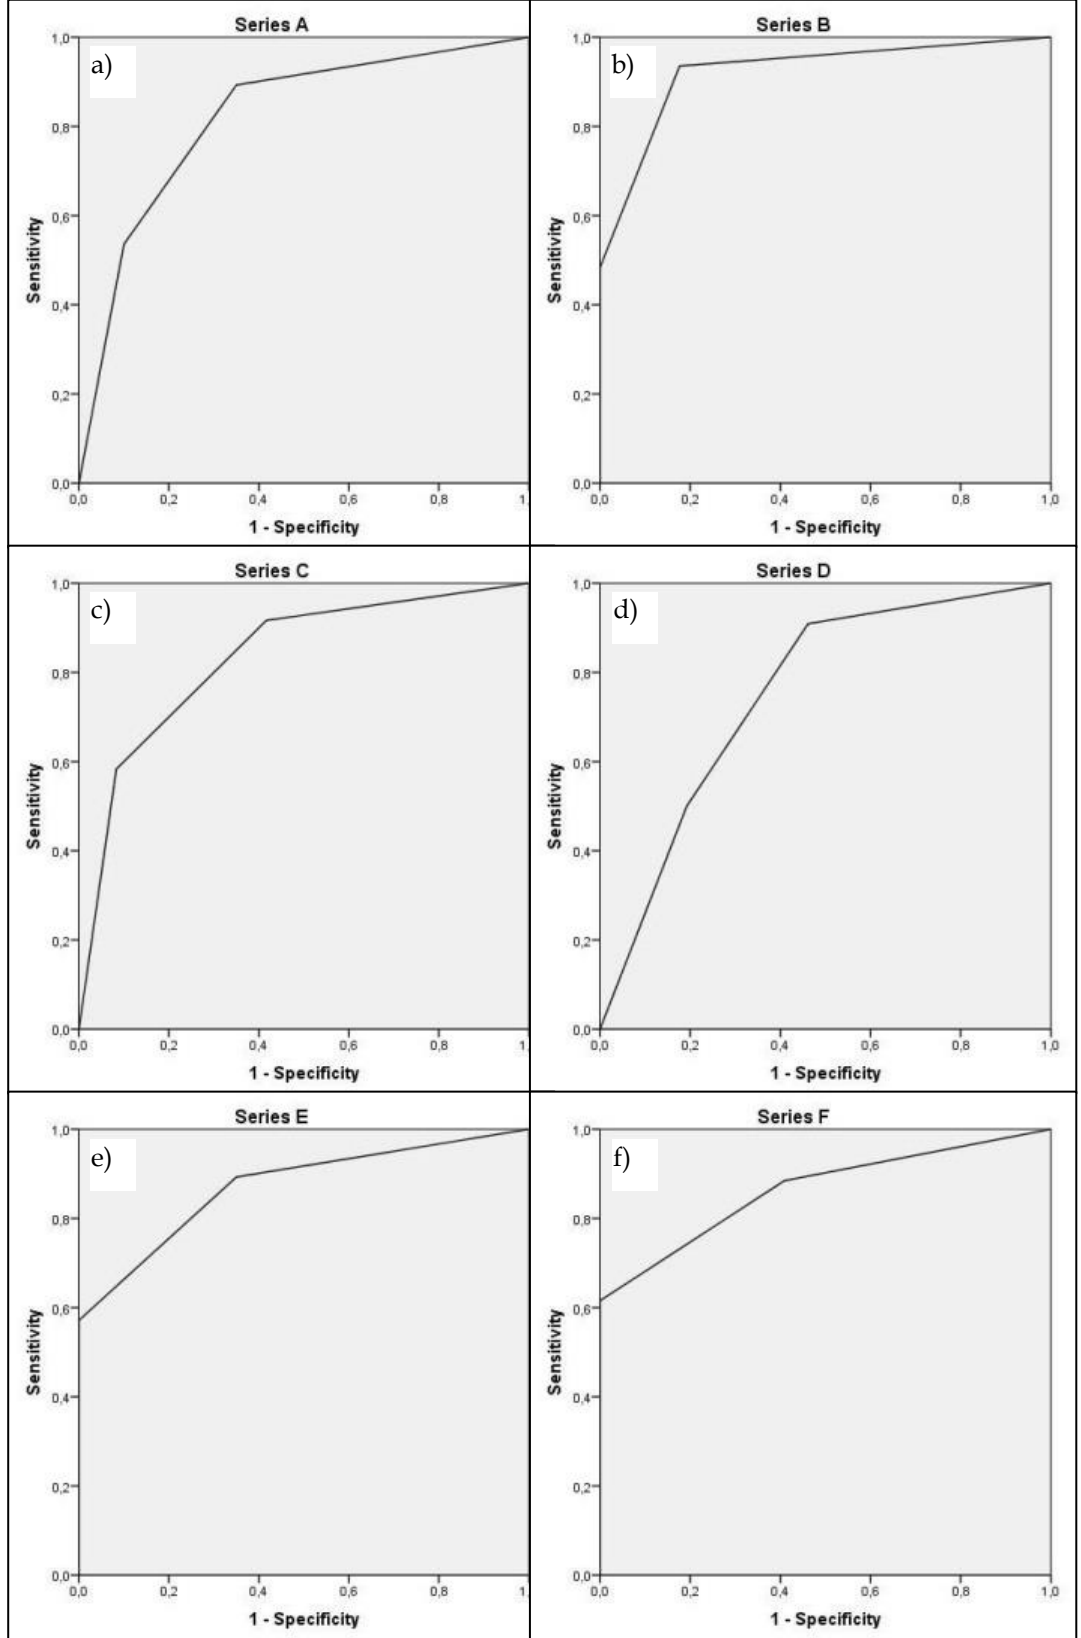 Series A
a)
1,0
0,8
0,6
0,4
0,2
0,0
Sensitivity
0,0 0,2 0,4 0,6 0,8 1,
1 - Specificity
Series B
b)
1,0
0,8
0,6
0,4
0,2
0,0
Sensitivity
0,0 0,2 0,4 0,6 0,8 1,0
1 - Specificity
Series C
c)
1,0
0,8
0,6
0,4
0,2
0,0
Sensitivity
0,0 0,2 0,4 0,6 0,8 1,
1 - Specificity
Series D
d)
1,0
0,8
0,6
0,4
0,2
0,0
Sensitivity
0,0 0,2 0,4 0,6 0,8 1,0
1 - Specificity
Series E
e)
1,0
0,8
0,6
0,4
0,2
0,0
Sensitivity
0,0 0,2 0,4 0,6 0,8 1,
1 - Specificity
Series F
f)
1,0
0,8
0,6
0,4
0,2
0,0
Sensitivity
0,0 0,2 0,4 0,6 0,8 1,0
1 - Specificity